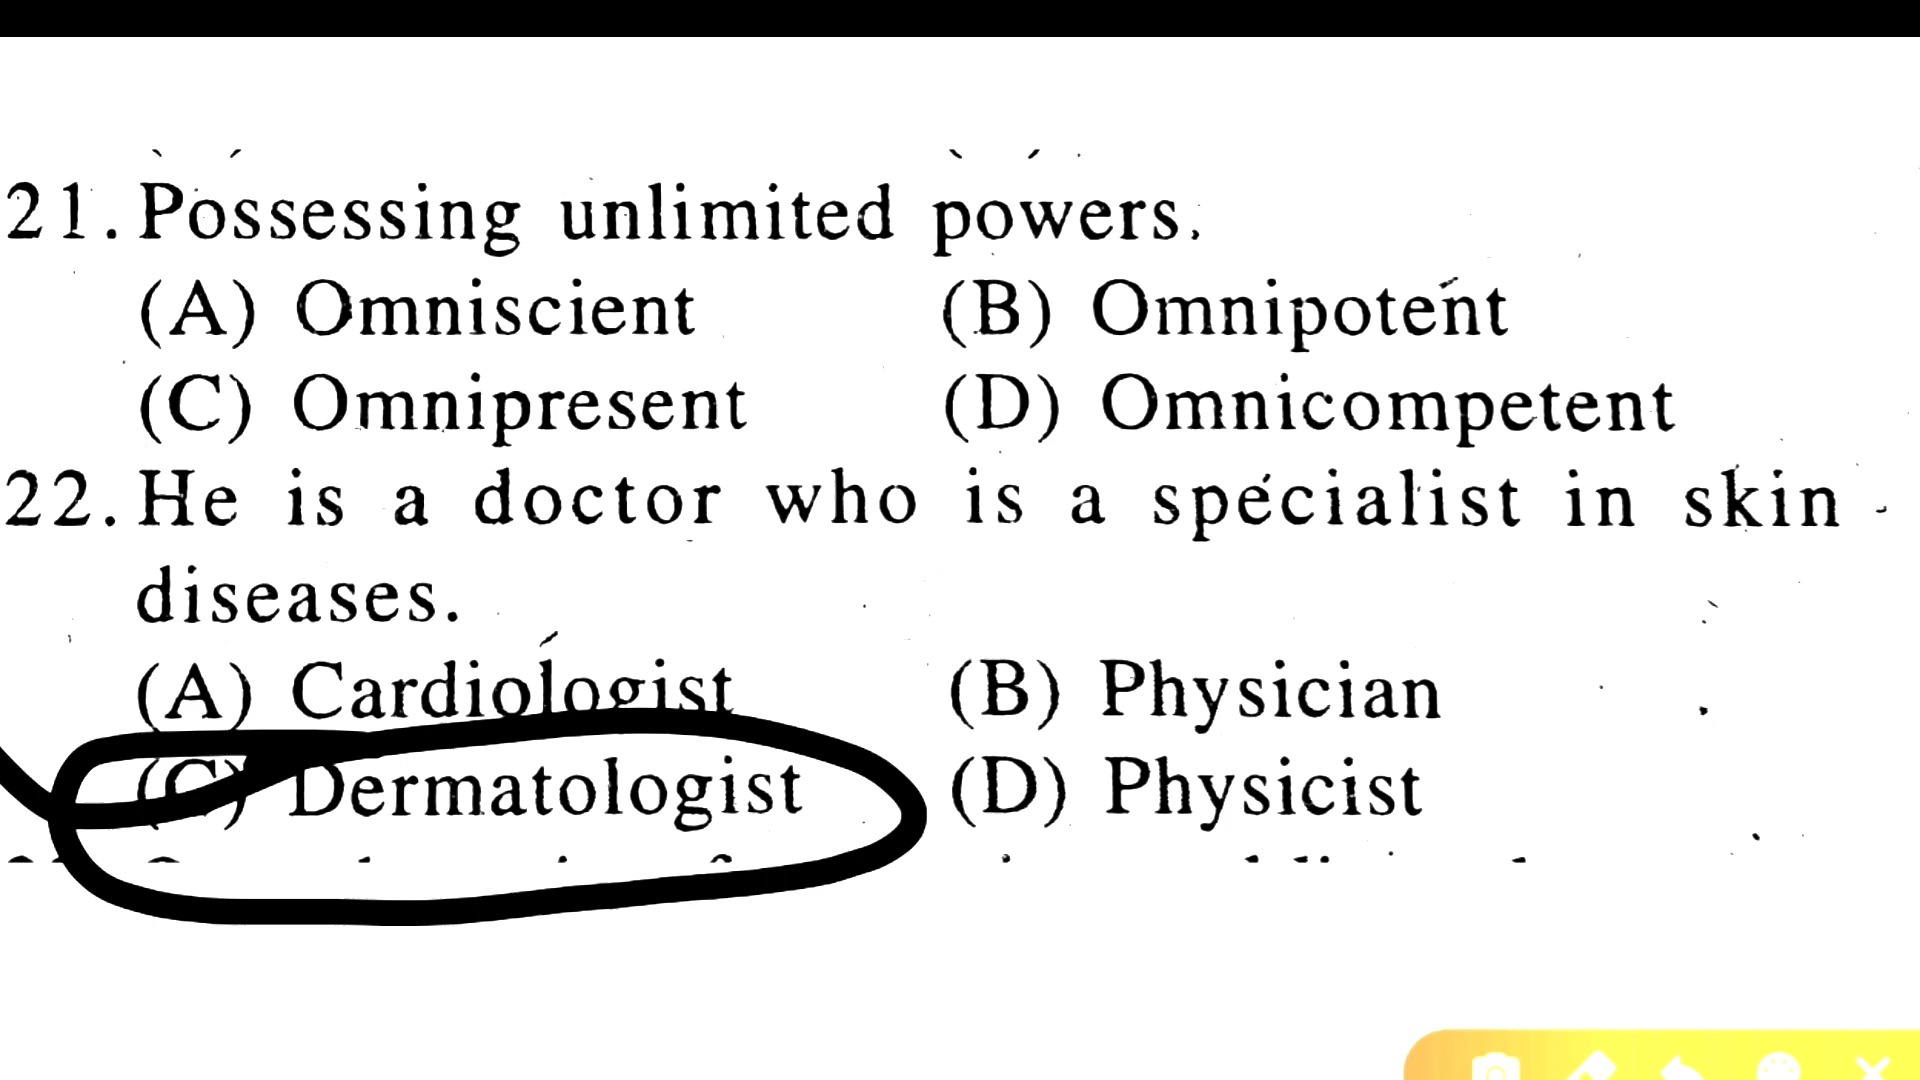 21. Possessing unlimited powers.
(A) Omniscient (B) Omnipotent
(C) Omnipresent (D) Omnicompetent
22. He is a doctor who is a specialist in skin
diseases.
(A) Cardiologist (B) Physician
(C) Dermatologist (D) Physicist